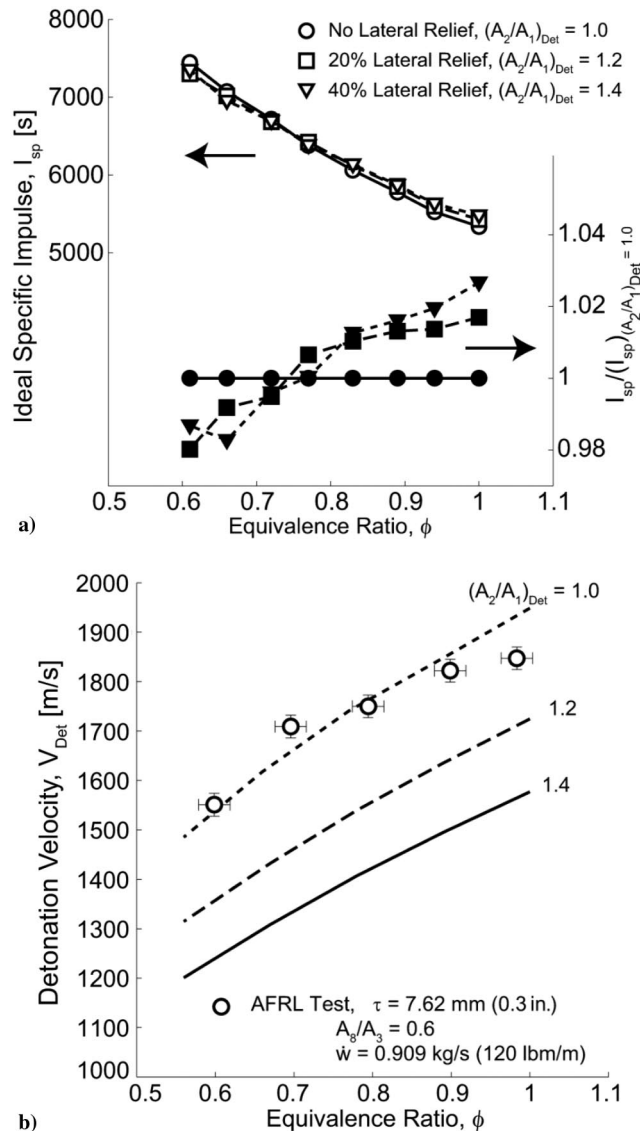 8000
7000
6000
5000
Ideal Specific Impulse, Isp [s]
No Lateral Relief, (A2/A1)Det = 1.0
20% Lateral Relief, (A2/A1)Det = 1.2
40% Lateral Relief, (A2/A1)Det = 1.4
1.04
1.02
1
0.98
Isp/(Isp)(A2/A1)Det = 1.0
0.5 0.6 0.7 0.8 0.9 1.0 1.1
Equivalence Ratio, ϕ
a)
2000
1900
1800
1700
1600
1500
1400
1300
1200
1100
1000
Detonation Velocity, VDet [m/s]
(A2/A1)Det = 1.0
1.2
1.4
AFRL Test, τ = 7.62 mm (0.3 in.)
A8/A3 = 0.6
ẇ = 0.909 kg/s (120 lbm/m)
0.5 0.6 0.7 0.8 0.9 1 1.1
Equivalence Ratio, ϕ
b)